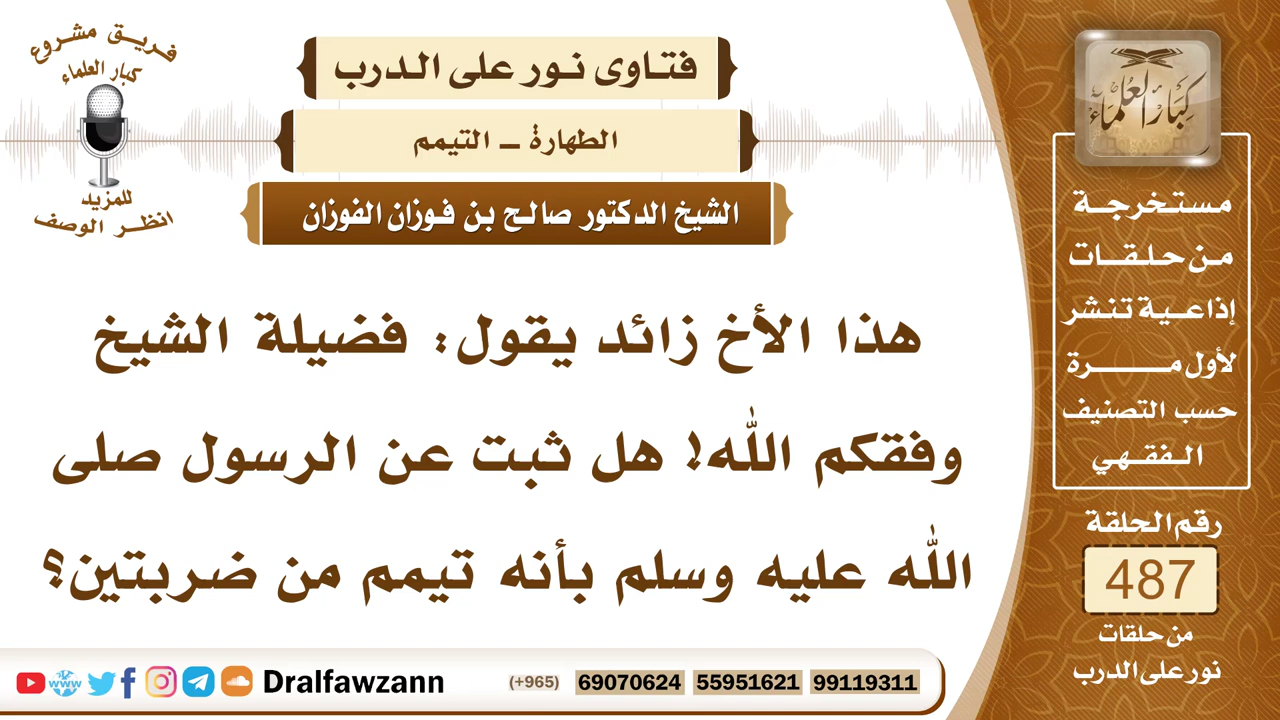 فريق مشروع
كبار العلماء
للمزيد
انظر الوصف
فتاوى نور على الدرب
الطهارة - التيمم
الشيخ الدكتور صالح بن فوزان الفوزان
هذا الأخ زائد يقول: فضيلة الشيخ
وفقكم الله! هل ثبت عن الرسول صلى
الله عليه وسلم بأنه تيمم من ضربتين؟
كبار العلماء
مستخرجة
من حلقات
إذاعية تنشر
لأول مرة
حسب التصنيف
الفقهي
رقم الحلقة
487
من حلقات
نور على الدرب
www Dralfawzann (+965) 69070624 55951621 99119311